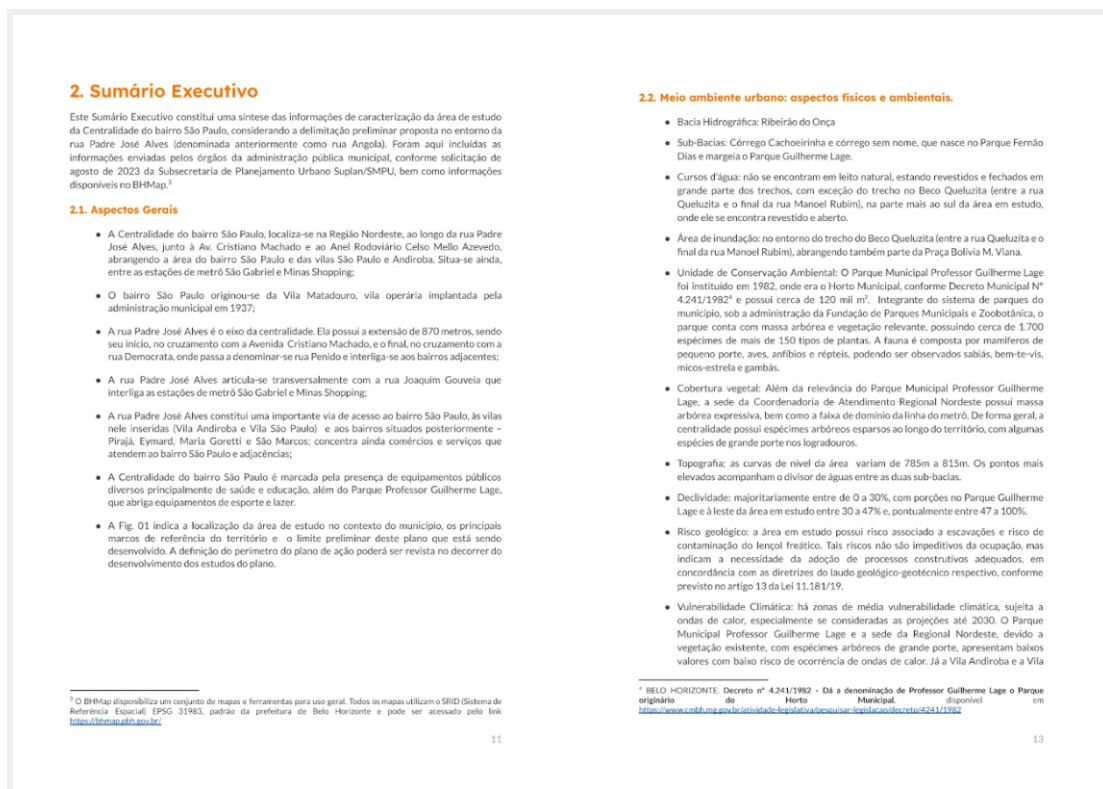 2. Sumário Executivo
Este Sumário Executivo constitui uma síntese das informações de caracterização da área de estudo
da Centralidade do bairro São Paulo, considerando a delimitação preliminar proposta no entorno da
rua Padre José Alves (denominada anteriormente como rua Angola). Foram aqui incluídas as
informações enviadas pelos órgãos da administração pública municipal, conforme solicitação de
agosto de 2023 da Subsecretaria de Planejamento Urbano Suplan/SMPU, bem como informações
disponíveis no BHMap.³
2.1. Aspectos Gerais
● A Centralidade do bairro São Paulo, localiza-se na Região Nordeste, ao longo da rua Padre
José Alves, junto à Av. Cristiano Machado e ao Anel Rodoviário Celso Mello Azevedo,
abrangendo a área do bairro São Paulo e das vilas São Paulo e Andiroba. Situa-se ainda,
entre as estações de metrô São Gabriel e Minas Shopping;
● O bairro São Paulo originou-se da Vila Matadouro, vila operária implantada pela
administração municipal em 1937;
● A rua Padre José Alves é o eixo da centralidade. Ela possui a extensão de 870 metros, sendo
seu início, no cruzamento com a Avenida Cristiano Machado, e o final, no cruzamento com a
rua Democrata, onde passa a denominar-se rua Penido e interliga-se aos bairros adjacentes;
● A rua Padre José Alves articula-se transversalmente com a rua Joaquim Gouveia que
interliga as estações de metrô São Gabriel e Minas Shopping;
● A rua Padre José Alves constitui uma importante via de acesso ao bairro São Paulo, às vilas
nele inseridas (Vila Andiroba e Vila São Paulo) e aos bairros situados posteriormente –
Pirajá, Eymard, Maria Goretti e São Marcos; concentra ainda comércios e serviços que
atendem ao bairro São Paulo e adjacências;
● A Centralidade do bairro São Paulo é marcada pela presença de equipamentos públicos
diversos principalmente de saúde e educação, além do Parque Professor Guilherme Lage,
que abriga equipamentos de esporte e lazer.
● A Fig. 01 indica a localização da área de estudo no contexto do município, os principais
marcos de referência do território e o limite preliminar deste plano que está sendo
desenvolvido. A definição do perímetro do plano de ação poderá ser revista no decorrer do
desenvolvimento dos estudos do plano.
³ O BHMap disponibiliza um conjunto de mapas e ferramentas para uso geral. Todos os mapas utilizam o SRID (Sistema de
Referência Espacial) EPSG 31983, padrão da prefeitura de Belo Horizonte e pode ser acessado pelo link
https://bhmap.pbh.gov.br/
11
2.2. Meio ambiente urbano: aspectos físicos e ambientais.
● Bacia Hidrográfica: Ribeirão do Onça
● Sub-Bacias: Córrego Cachoeirinha e córrego sem nome, que nasce no Parque Fernão
Dias e margeia o Parque Guilherme Lage.
● Cursos d'água: não se encontram em leito natural, estando revestidos e fechados em
grande parte dos trechos, com exceção do trecho no Beco Queluzita (entre a rua
Queluzita e o final da rua Manoel Rubim), na parte mais ao sul da área em estudo,
onde ele se encontra revestido e aberto.
● Área de inundação: no entorno do trecho do Beco Queluzita (entre a rua Queluzita e o
final da rua Manoel Rubim), abrangendo também parte da Praça Bolívia M. Viana.
● Unidade de Conservação Ambiental: O Parque Municipal Professor Guilherme Lage
foi instituído em 1982, onde era o Horto Municipal, conforme Decreto Municipal N°
4.241/1982⁴ e possui cerca de 120 mil m². Integrante do sistema de parques do
município, sob a administração da Fundação de Parques Municipais e Zoobotânica, o
parque conta com massa arbórea e vegetação relevante, possuindo cerca de 1.700
espécimes de mais de 150 tipos de plantas. A fauna é composta por mamíferos de
pequeno porte, aves, anfíbios e répteis, podendo ser observados sabiás, bem-te-vis,
micos-estrela e gambás.
● Cobertura vegetal: Além da relevância do Parque Municipal Professor Guilherme
Lage, a sede da Coordenadoria de Atendimento Regional Nordeste possui massa
arbórea expressiva, bem como a faixa de domínio da linha do metrô. De forma geral, a
centralidade possui espécimes arbóreos esparsos ao longo do território, com algumas
espécies de grande porte nos logradouros.
● Topografia: as curvas de nível da área variam de 785m a 815m. Os pontos mais
elevados acompanham o divisor de águas entre as duas sub-bacias.
● Declividade: majoritariamente entre de 0 a 30%, com porções no Parque Guilherme
Lage e à leste da área em estudo entre 30 a 47% e, pontualmente entre 47 a 100%.
● Risco geológico: a área em estudo possui risco associado a escavações e risco de
contaminação do lençol freático. Tais riscos não são impeditivos da ocupação, mas
indicam a necessidade da adoção de processos construtivos adequados, em
concordância com as diretrizes do laudo geológico-geotécnico respectivo, conforme
previsto no artigo 13 da Lei 11.181/19.
● Vulnerabilidade Climática: há zonas de média vulnerabilidade climática, sujeita a
ondas de calor, especialmente se consideradas as projeções até 2030. O Parque
Municipal Professor Guilherme Lage e a sede da Regional Nordeste, devido a
vegetação existente, com espécimes arbóreos de grande porte, apresentam baixos
valores com baixo risco de ocorrência de ondas de calor. Já a Vila Andiroba e a Vila
⁴ BELO HORIZONTE. Decreto n° 4.241/1982 - Dá a denominação de Professor Guilherme Lage o Parque
originário do Horto Municipal. disponível em
https://www.cmbh.mg.gov.br/atividade-legislativa/pesquisar-legislacao/decreto/4241/1982
13